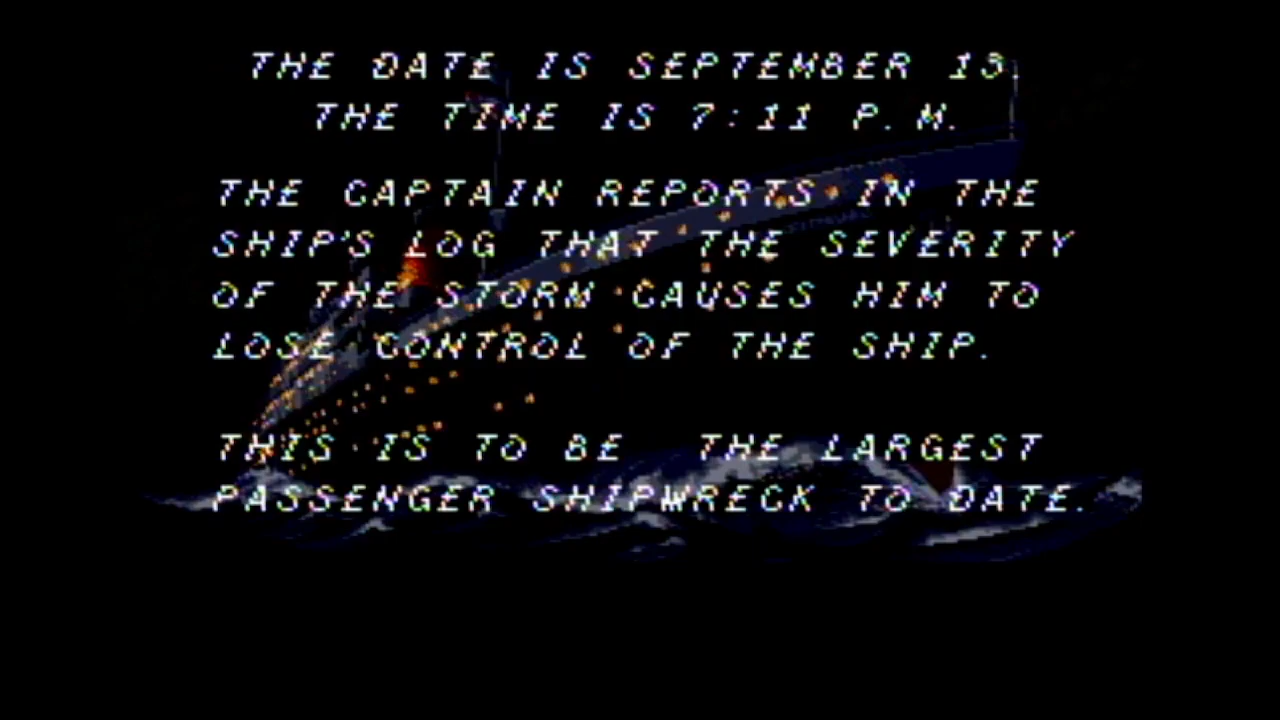 THE DATE IS SEPTEMBER 13.
THE TIME IS 7:11 P.M.
THE CAPTAIN REPORTS IN THE
SHIP'S LOG THAT THE SEVERITY
OF THE STORM CAUSES HIM TO
LOSE CONTROL OF THE SHIP.
THIS IS TO BE THE LARGEST
PASSENGER SHIPWRECK TO DATE.